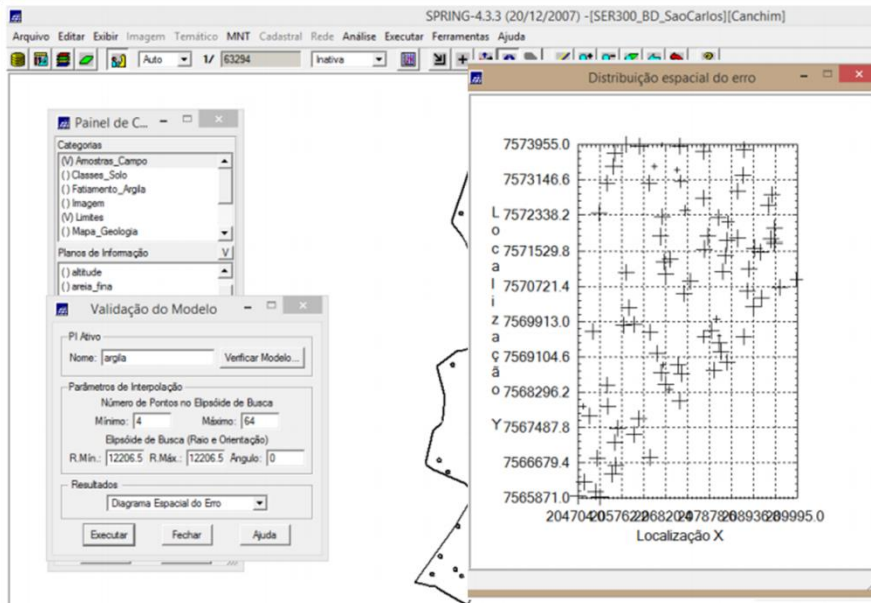 SPRING-4.3.3 (20/12/2007) -[SER300_BD_SaoCarlos][Canchim]
Arquivo Editar Exibir Imagem Temático MNT Cadastral Rede Análise Executar Ferramentas Ajuda
Auto 1/ 63294 Inativa
Painel de C...
Categorias
(V) Amostras_Campo
( ) Classes_Solo
( ) Fatiamento_Argila
( ) Imagem
(V) Limites
( ) Mapa_Geologia
Planos de Informação V
( ) altitude
( ) areia_fina
Validação do Modelo
PI Ativo
Nome: argila Verificar Modelo...
Parâmetros de Interpolação
Número de Pontos no Elipsóide de Busca
Mínimo: 4 Máximo: 64
Elipsóide de Busca (Raio e Orientação)
R.Mín.: 12206.5 R.Máx.: 12206.5 Angulo: 0
Resultados
Diagrama Espacial do Erro
Executar Fechar Ajuda
Distribuição espacial do erro
Localização Y
7573955.0
7573146.6
7572338.2
7571529.8
7570721.4
7569913.0
7569104.6
7568296.2
7567487.8
7566679.4
7565871.0
Localização X